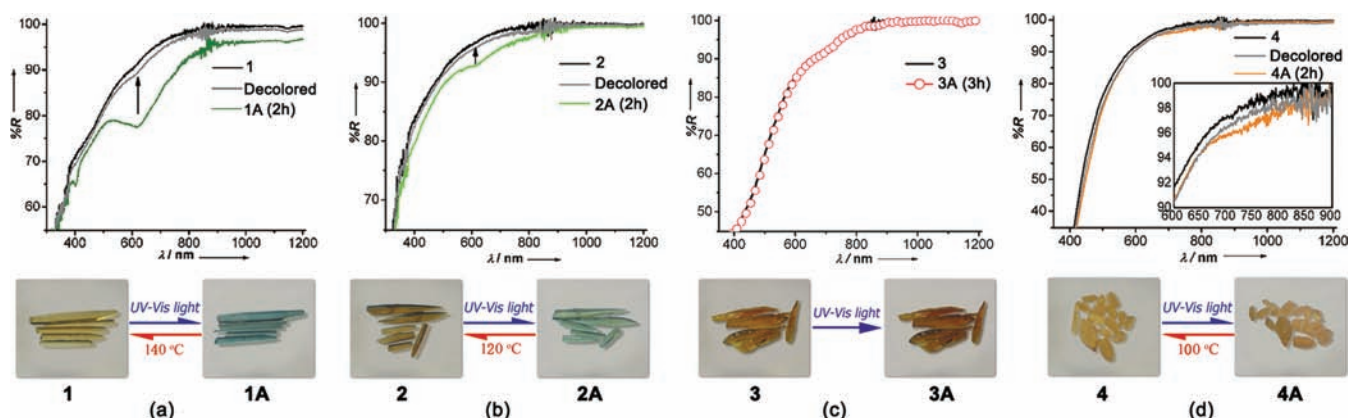 100
90
80
70
60
%R
1
Decolored
1A (2h)
400 600 800 1000 1200
λ / nm
UV-Vis light
140 °C
1 1A
(a)
100
90
80
70
%R
2
Decolored
2A (2h)
400 600 800 1000 1200
λ / nm
UV-Vis light
120 °C
2 2A
(b)
100
90
80
70
60
50
%R
3
3A (3h)
400 600 800 1000 1200
λ / nm
UV-Vis light
3 3A
(c)
100
90
80
70
60
50
40
%R
4
Decolored
4A (2h)
100
98
96
94
92
90
600 650 700 750 800 850 900
400 600 800 1000 1200
λ / nm
UV-Vis light
100 °C
4 4A
(d)